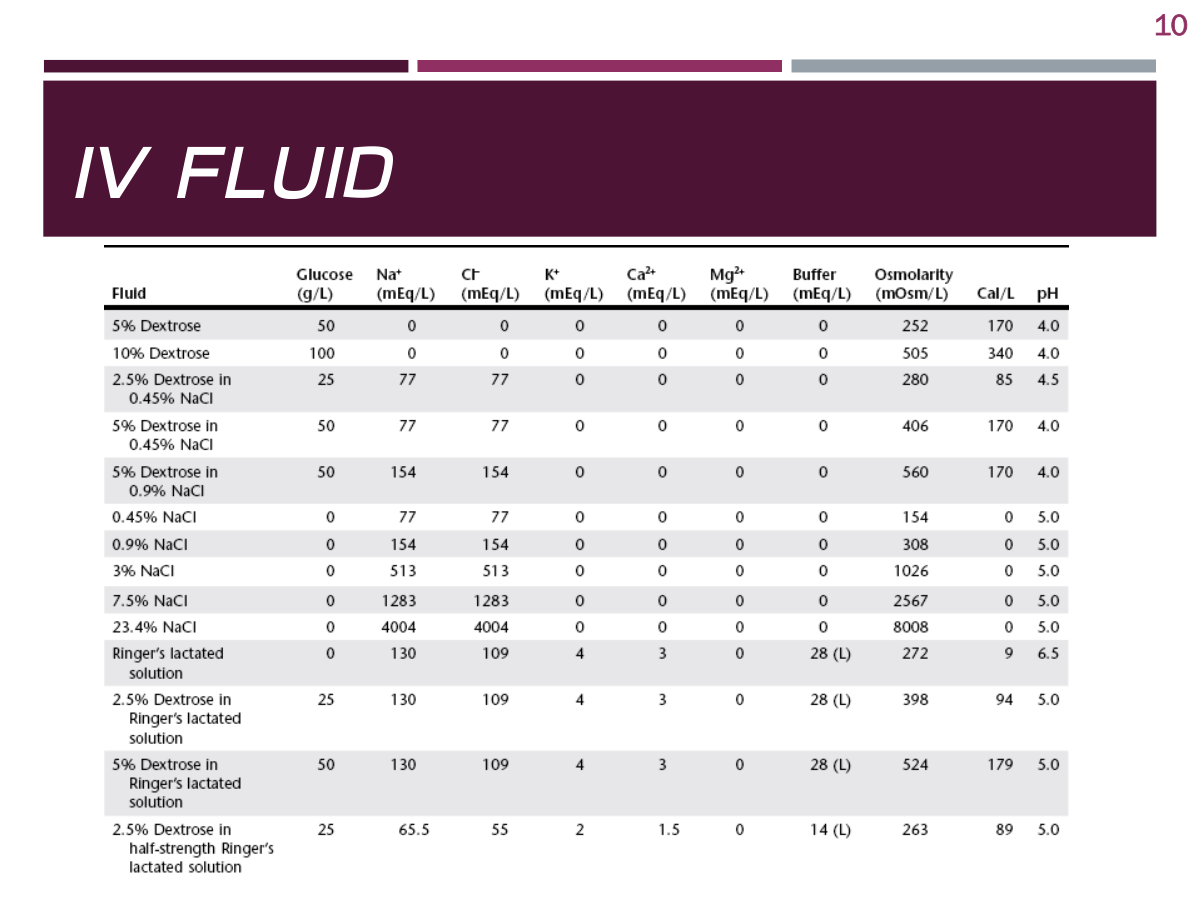 10
IV FLUID
Fluid Glucose (g/L) Na⁺ (mEq/L) Cl⁻ (mEq/L) K⁺ (mEq/L) Ca²⁺ (mEq/L) Mg²⁺ (mEq/L) Buffer (mEq/L) Osmolarity (mOsm/L) Cal/L pH
5% Dextrose 50 0 0 0 0 0 0 252 170 4.0
10% Dextrose 100 0 0 0 0 0 0 505 340 4.0
2.5% Dextrose in 25 77 77 0 0 0 0 280 85 4.5
0.45% NaCl
5% Dextrose in 50 77 77 0 0 0 0 406 170 4.0
0.45% NaCl
5% Dextrose in 50 154 154 0 0 0 0 560 170 4.0
0.9% NaCl
0.45% NaCl 0 77 77 0 0 0 0 154 0 5.0
0.9% NaCl 0 154 154 0 0 0 0 308 0 5.0
3% NaCl 0 513 513 0 0 0 0 1026 0 5.0
7.5% NaCl 0 1283 1283 0 0 0 0 2567 0 5.0
23.4% NaCl 0 4004 4004 0 0 0 0 8008 0 5.0
Ringer's lactated 0 130 109 4 3 0 28 (L) 272 9 6.5
solution
2.5% Dextrose in 25 130 109 4 3 0 28 (L) 398 94 5.0
Ringer's lactated
solution
5% Dextrose in 50 130 109 4 3 0 28 (L) 524 179 5.0
Ringer's lactated
solution
2.5% Dextrose in 25 65.5 55 2 1.5 0 14 (L) 263 89 5.0
half-strength Ringer's
lactated solution